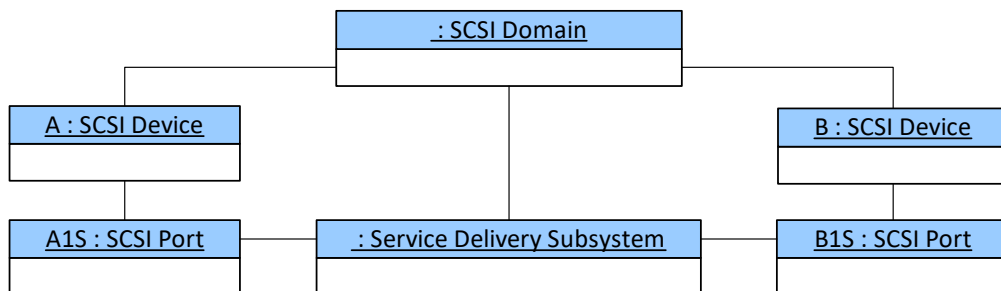 : SCSI Domain
A : SCSI Device
B : SCSI Device
A1S : SCSI Port
: Service Delivery Subsystem
B1S : SCSI Port